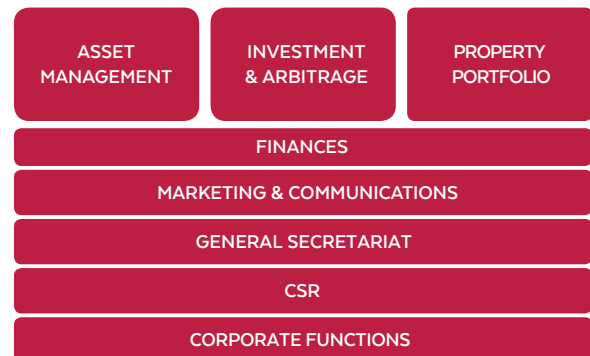 ASSET
MANAGEMENT
INVESTMENT
& ARBITRAGE
PROPERTY
PORTFOLIO
FINANCES
MARKETING & COMMUNICATIONS
GENERAL SECRETARIAT
CSR
CORPORATE FUNCTIONS